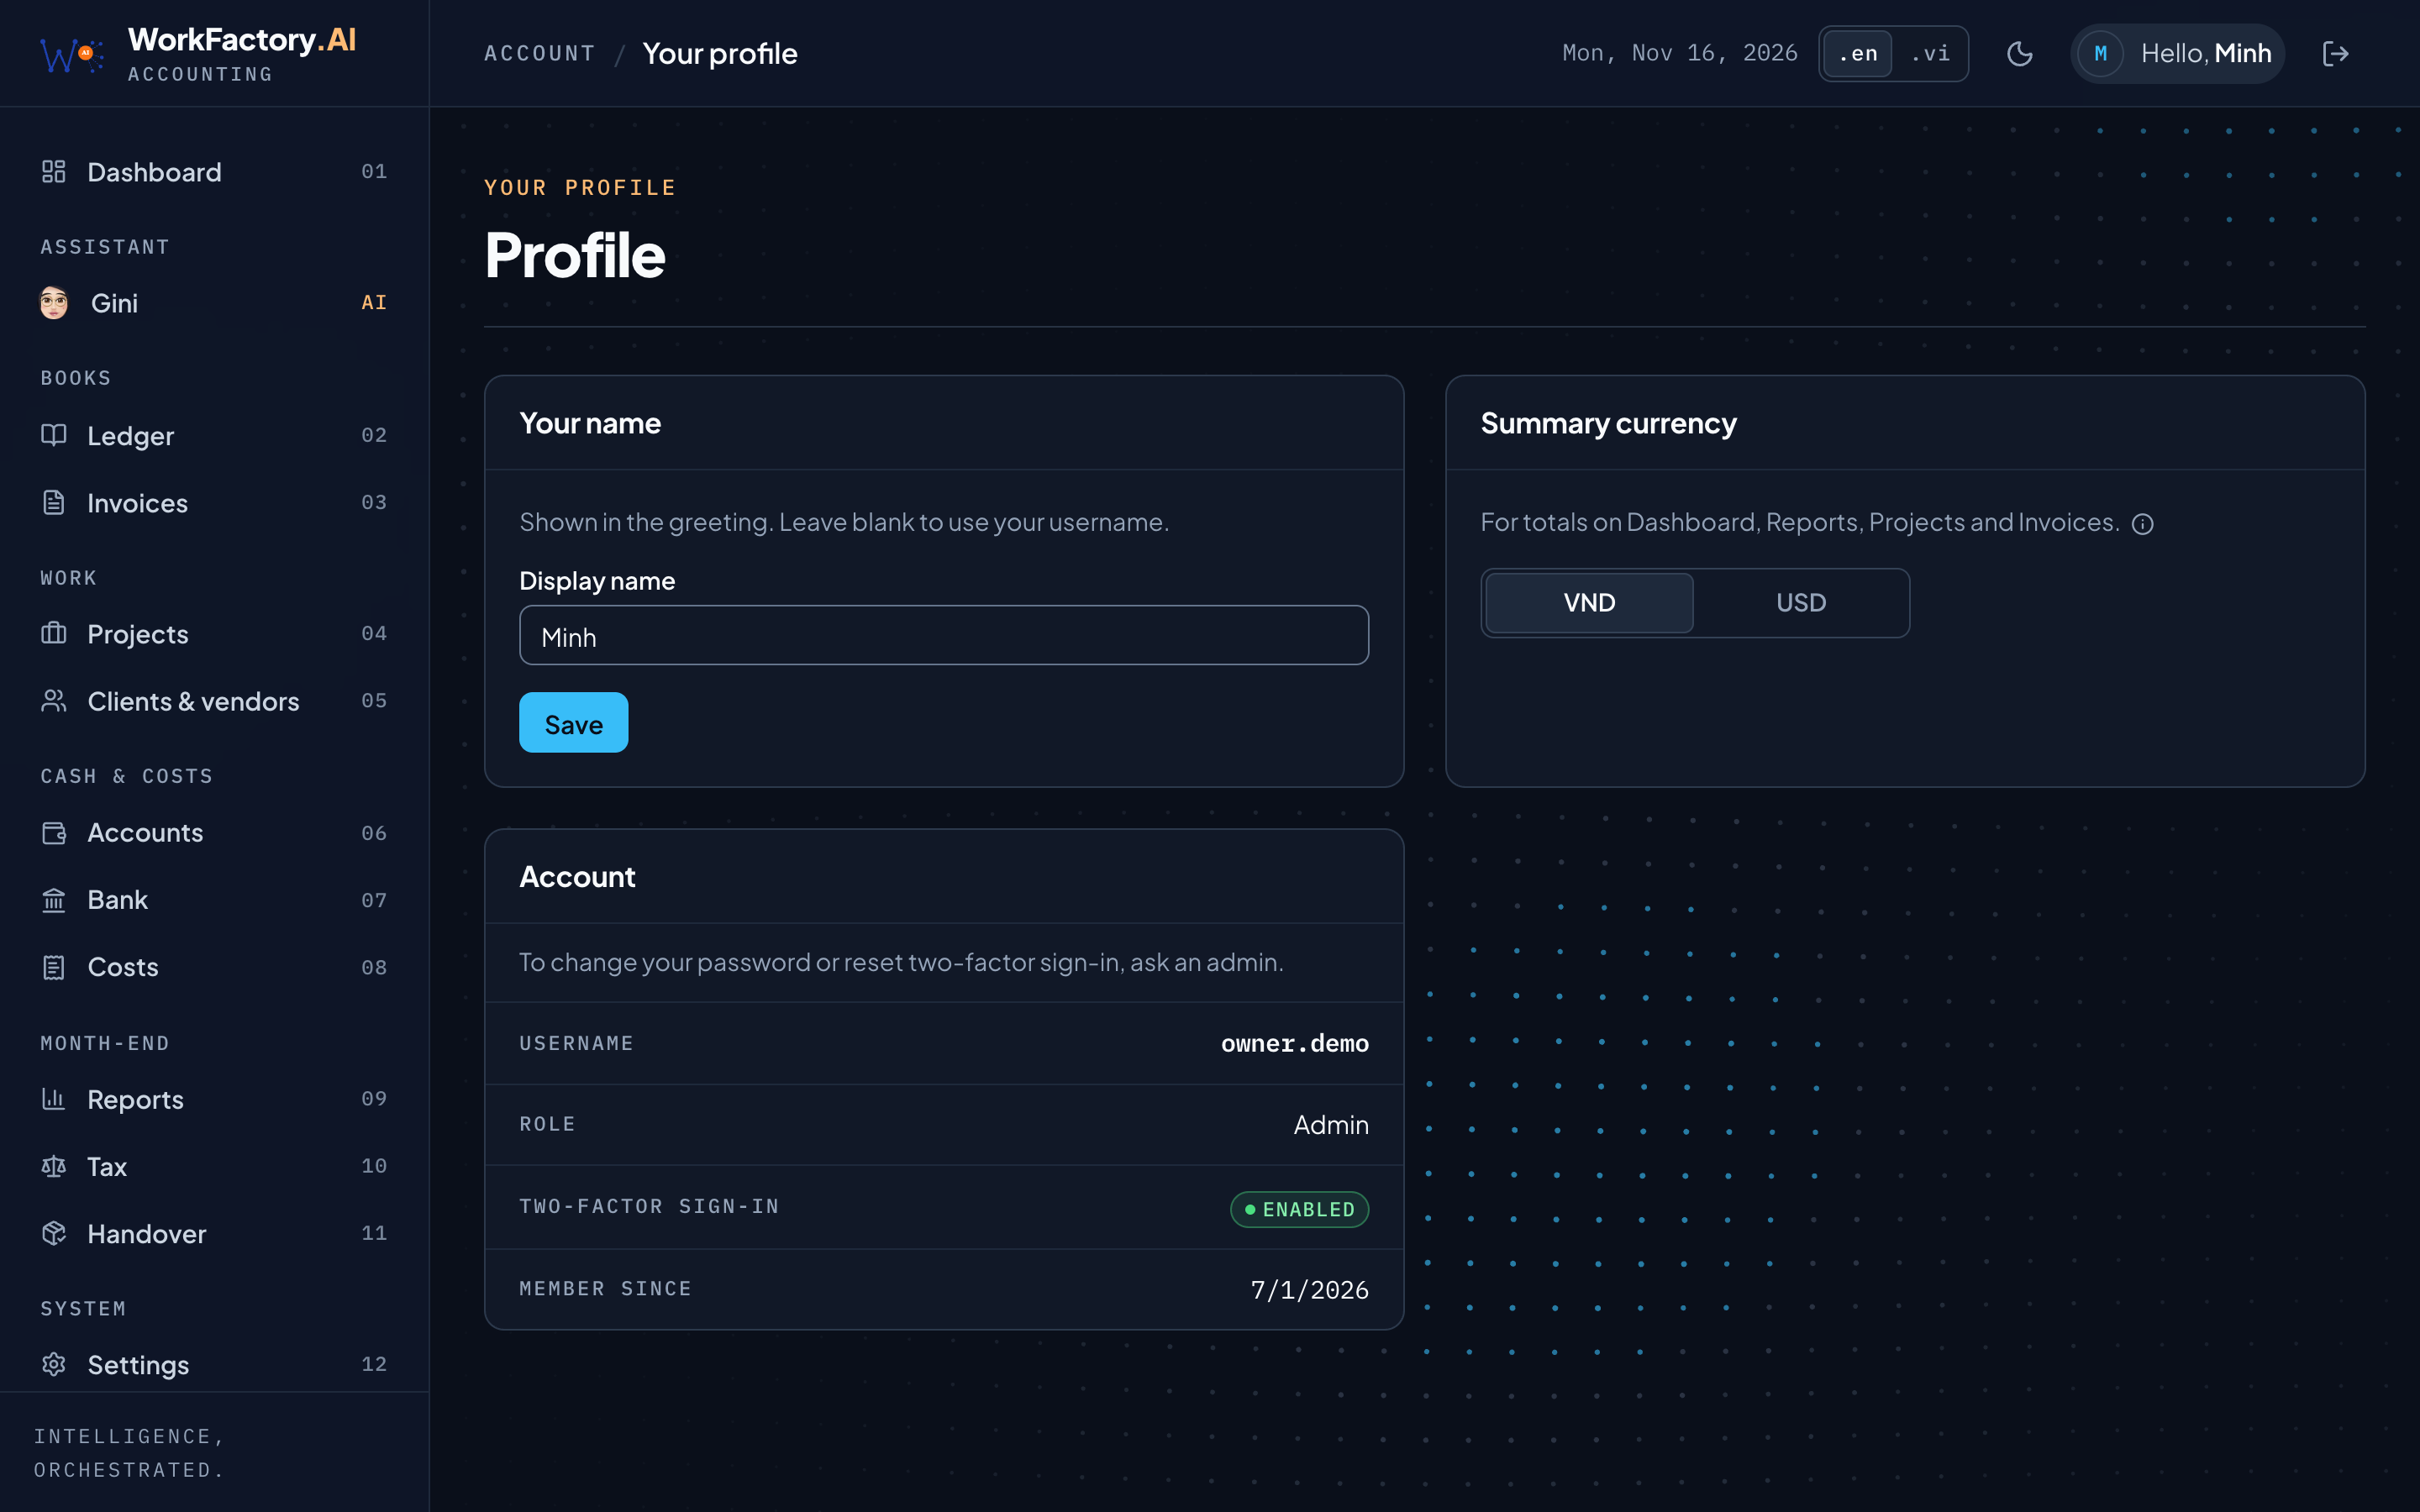 WorkFactory.AI
ACCOUNTING
ACCOUNT / Your profile
Mon, Nov 16, 2026
.en .vi
M Hello, Minh
Dashboard 01
ASSISTANT
Gini AI
BOOKS
Ledger 02
Invoices 03
WORK
Projects 04
Clients & vendors 05
CASH & COSTS
Accounts 06
Bank 07
Costs 08
MONTH-END
Reports 09
Tax 10
Handover 11
SYSTEM
Settings 12
INTELLIGENCE,
ORCHESTRATED.
YOUR PROFILE
Profile
Your name
Shown in the greeting. Leave blank to use your username.
Display name
Minh
Save
Summary currency
For totals on Dashboard, Reports, Projects and Invoices.
VND USD
Account
To change your password or reset two-factor sign-in, ask an admin.
USERNAME owner.demo
ROLE Admin
TWO-FACTOR SIGN-IN ENABLED
MEMBER SINCE 7/1/2026